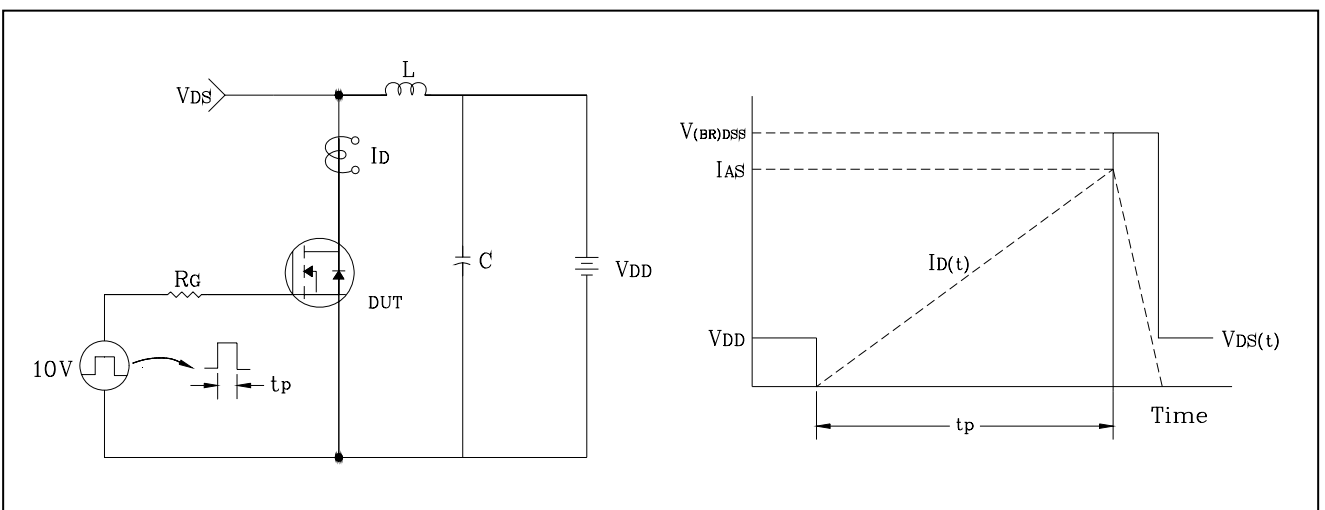 L
VDS
ID
RG
DUT
C
VDD
10V
tp
V(BR)DSS
IAS
ID(t)
VDD
VDS(t)
tp
Time